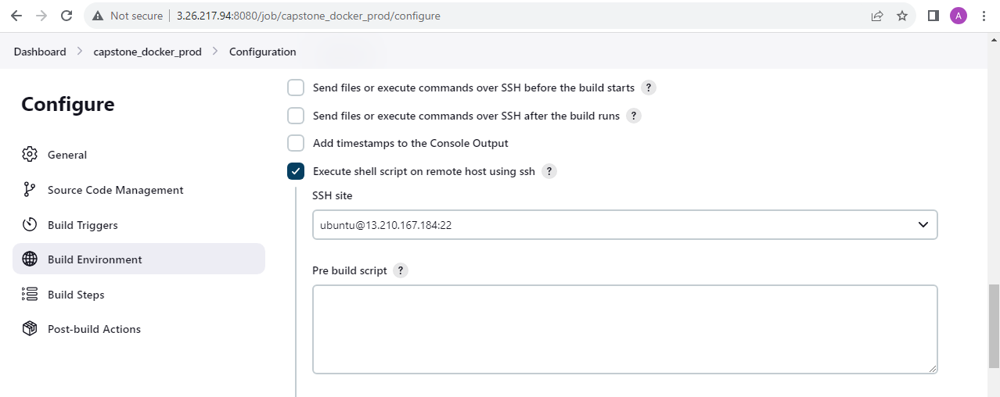 Not secure 3.26.217.94:8080/job/capstone_docker_prod/configure A
Dashboard capstone_docker_prod Configuration
Configure
General
Source Code Management
Build Triggers
Build Environment
Build Steps
Post-build Actions
Send files or execute commands over SSH before the build starts ?
Send files or execute commands over SSH after the build runs ?
Add timestamps to the Console Output
Execute shell script on remote host using ssh ?
SSH site
ubuntu@13.210.167.184:22
Pre build script ?